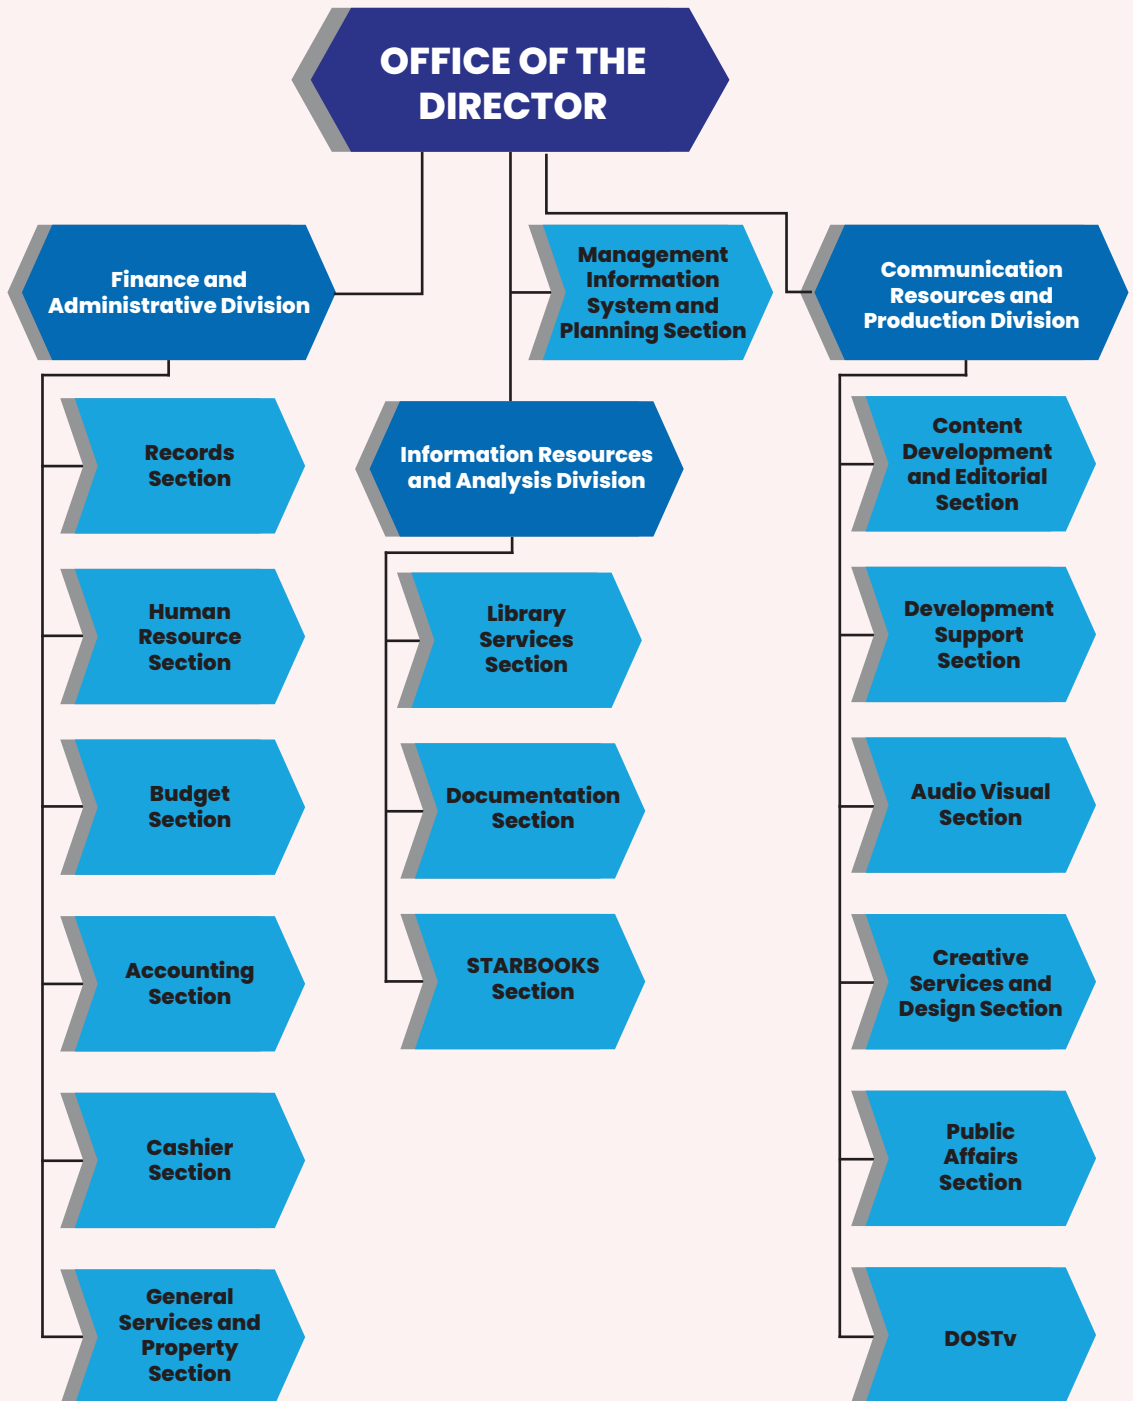 OFFICE OF THE
DIRECTOR
Finance and
Administrative Division
Management
Information
System and
Planning Section
Communication
Resources and
Production Division
Records
Section
Human
Resource
Section
Budget
Section
Accounting
Section
Cashier
Section
General
Services and
Property
Section
Information Resources
and Analysis Division
Library
Services
Section
Documentation
Section
STARBOOKS
Section
Content
Development
and Editorial
Section
Development
Support
Section
Audio Visual
Section
Creative
Services and
Design Section
Public
Affairs
Section
DOSTv